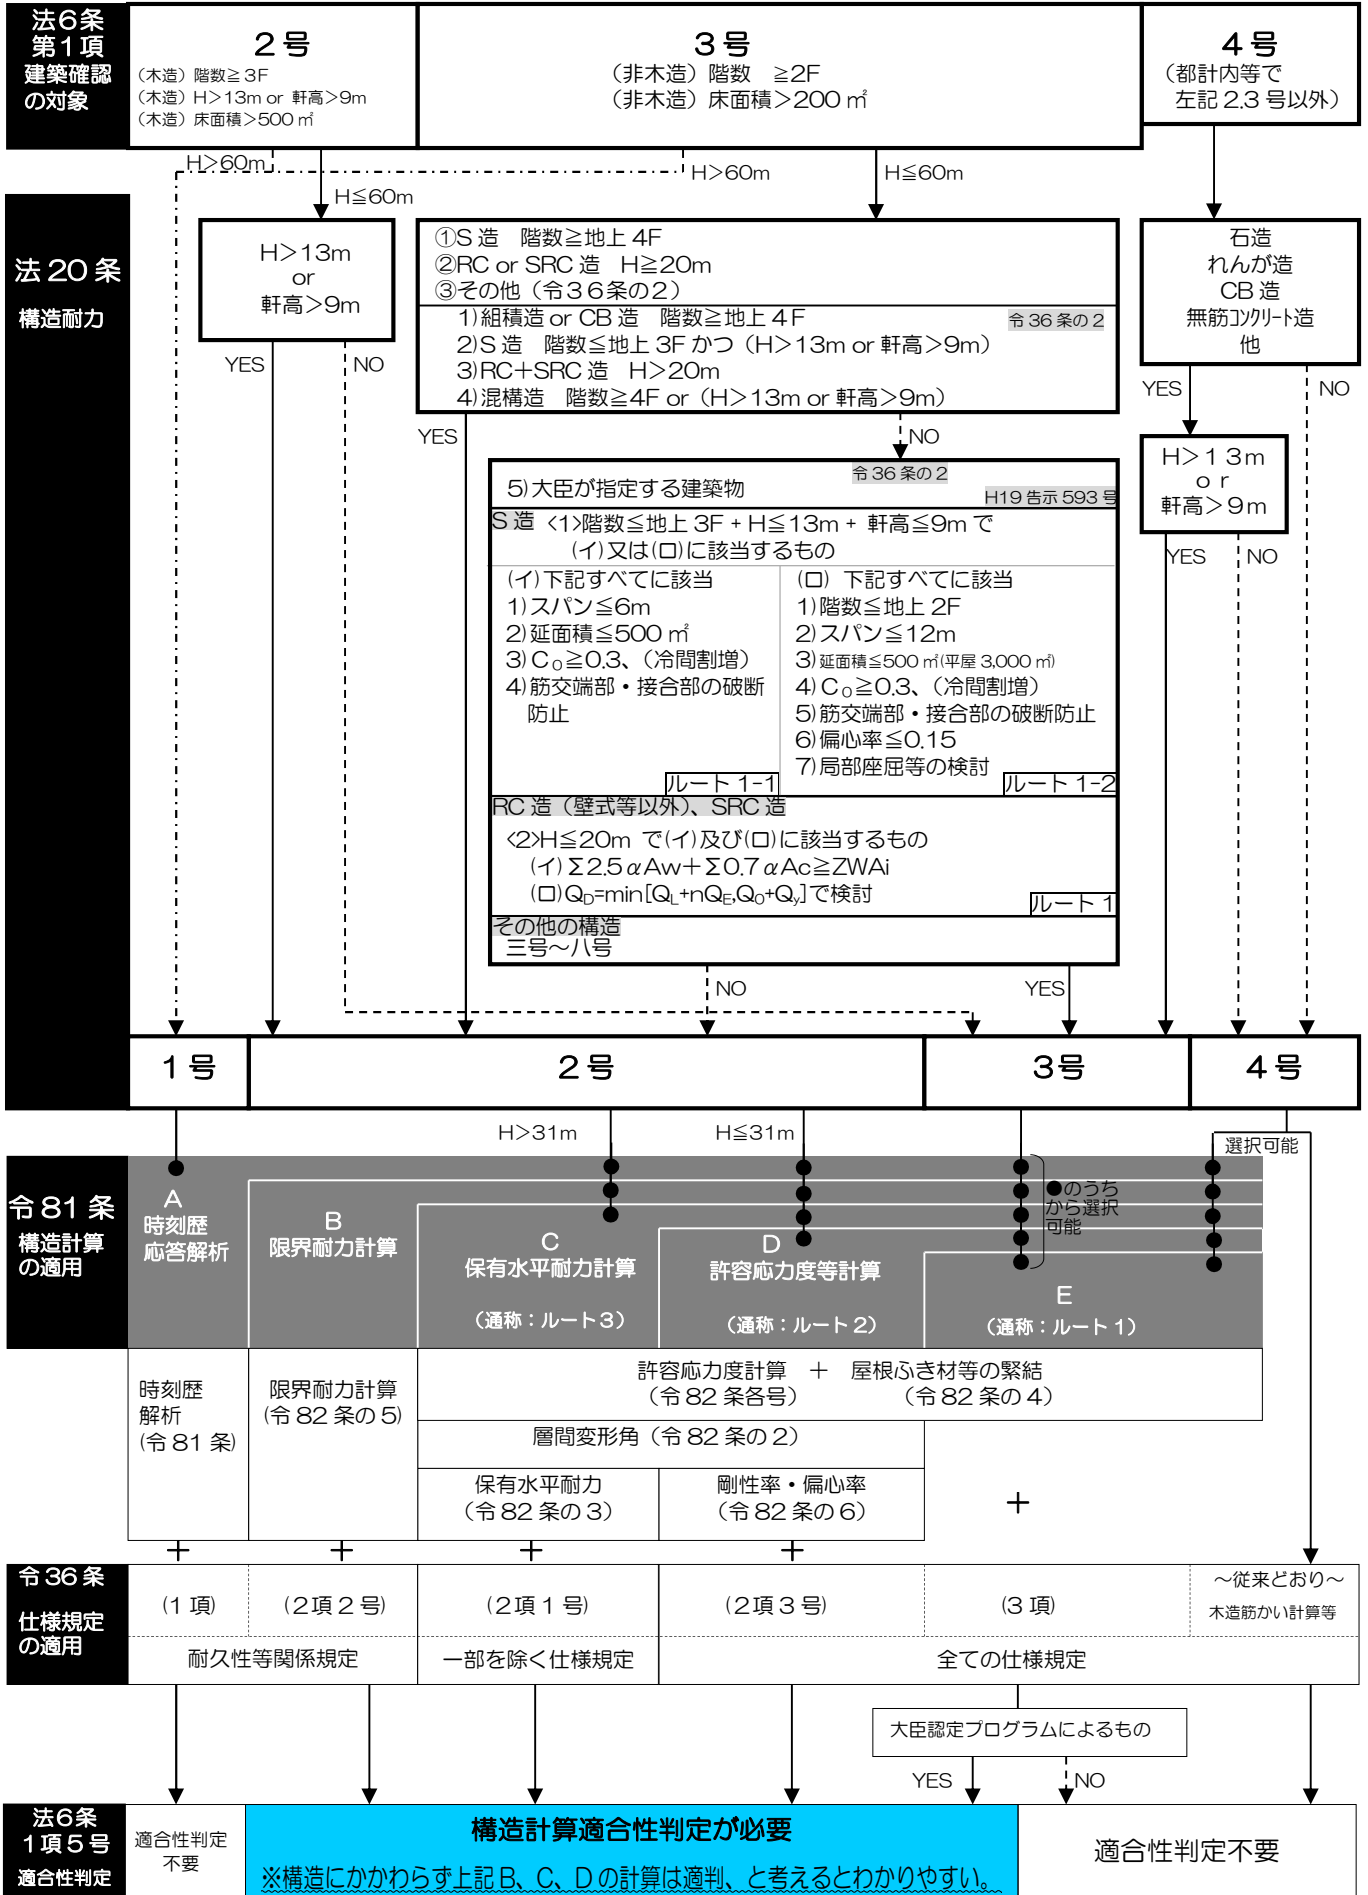 法6条
第1項
建築確認
の対象
2号
(木造) 階数≧3F
(木造) H>13m or 軒高>9m
(木造) 床面積>500㎡
3号
(非木造) 階数 ≧2F
(非木造) 床面積>200㎡
4号
(都計内等で
左記2.3号以外)
H>60m
H≦60m
H>60m
H≦60m
法20条
構造耐力
H>13m
or
軒高>9m
YES
NO
①S造 階数≧地上4F
②RC or SRC造 H≧20m
③その他(令36条の2)
1)組積造 or CB造 階数≧地上4F
令36条の2
2)S造 階数≦地上3Fかつ(H>13m or 軒高>9m)
3)RC+SRC造 H>20m
4)混構造 階数≧4F or (H>13m or 軒高>9m)
YES
NO
石造
れんが造
CB造
無筋コンクリート造
他
YES
NO
H>13m
or
軒高>9m
YES
NO
令36条の2
5)大臣が指定する建築物
H19告示593号
S造 <1>階数≦地上3F + H≦13m + 軒高≦9mで
(イ)又は(ロ)に該当するもの
(イ)下記すべてに該当
1)スパン≦6m
2)延面積≦500㎡
3)C₀≧0.3、(冷間割増)
4)筋交端部・接合部の破断
防止
ルート1-1
(ロ) 下記すべてに該当
1)階数≦地上2F
2)スパン≦12m
3)延面積≦500㎡(平屋3,000㎡)
4)C₀≧0.3、(冷間割増)
5)筋交端部・接合部の破断防止
6)偏心率≦0.15
7)局部座屈等の検討
ルート1-2
RC造(壁式等以外)、SRC造
<2>H≦20m で(イ)及び(ロ)に該当するもの
(イ)Σ2.5αAw+Σ0.7αAc≧ZWAi
(ロ)QD=min[QL+nQE,Q0+Qy]で検討
ルート1
その他の構造
三号~八号
NO
YES
1号
2号
3号
4号
H>31m
H≦31m
選択可能
令81条
構造計算
の適用
A
時刻歴
応答解析
B
限界耐力計算
C
保有水平耐力計算
(通称:ルート3)
D
許容応力度等計算
(通称:ルート2)
●のうち
から選択
可能
E
(通称:ルート1)
時刻歴
解析
(令81条)
限界耐力計算
(令82条の5)
許容応力度計算 + 屋根ふき材等の緊結
(令82条各号) (令82条の4)
層間変形角(令82条の2)
保有水平耐力
(令82条の3)
剛性率・偏心率
(令82条の6)
+
+ + + +
令36条
仕様規定
の適用
(1項)
(2項2号)
(2項1号)
(2項3号)
(3項)
~従来どおり~
木造筋かい計算等
耐久性等関係規定
一部を除く仕様規定
全ての仕様規定
大臣認定プログラムによるもの
YES
NO
法6条
1項5号
適合性判定
適合性判定
不要
構造計算適合性判定が必要
※構造にかかわらず上記B、C、Dの計算は適判、と考えるとわかりやすい。
適合性判定不要